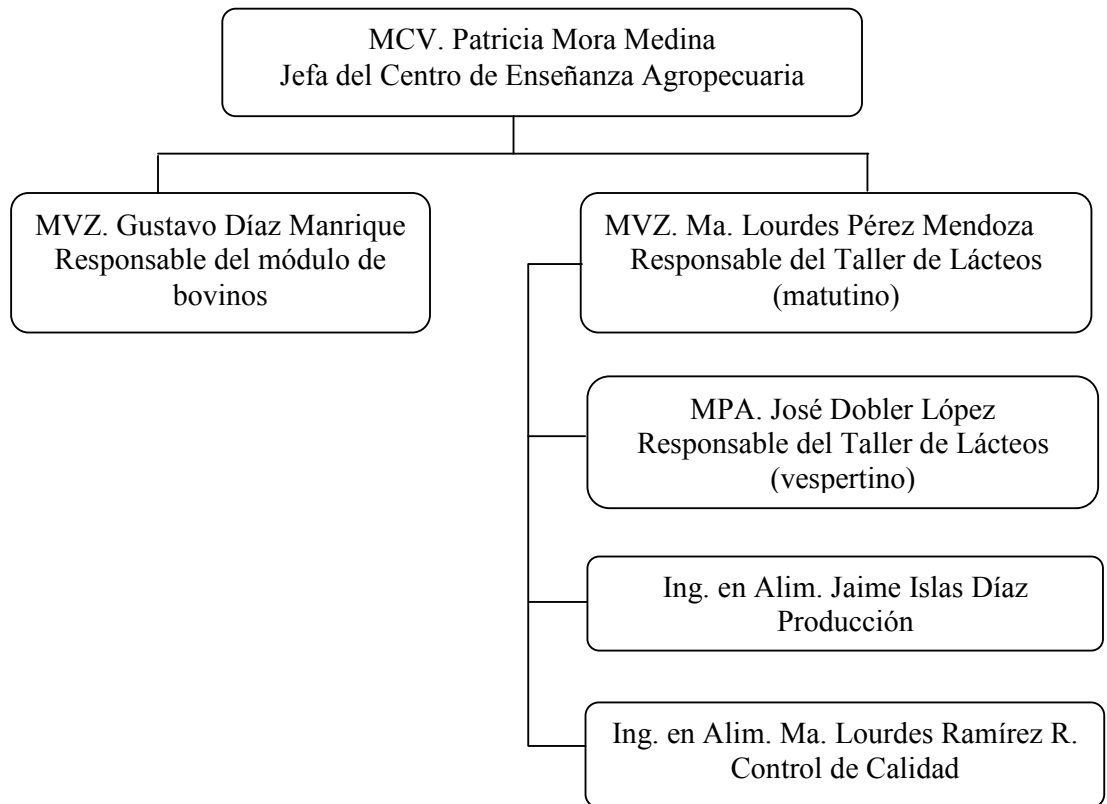 MCV. Patricia Mora Medina
Jefa del Centro de Enseñanza Agropecuaria
MVZ. Gustavo Díaz Manrique
Responsable del módulo de
bovinos
MVZ. Ma. Lourdes Pérez Mendoza
Responsable del Taller de Lácteos
(matutino)
MPA. José Dobler López
Responsable del Taller de Lácteos
(vespertino)
Ing. en Alim. Jaime Islas Díaz
Producción
Ing. en Alim. Ma. Lourdes Ramírez R.
Control de Calidad